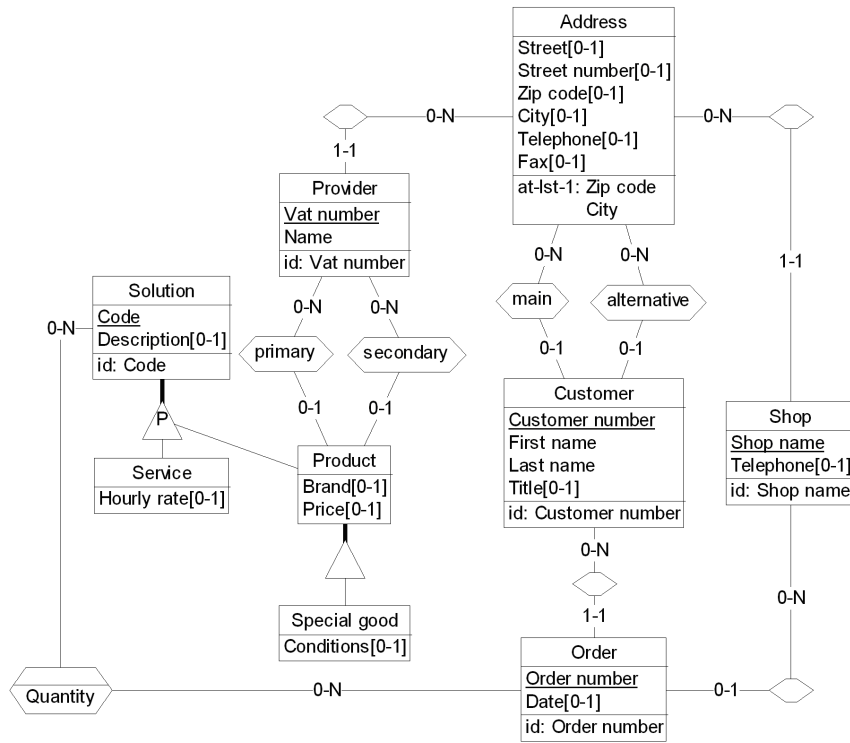 Address
Street[0-1]
Street number[0-1]
Zip code[0-1]
City[0-1]
Telephone[0-1]
Fax[0-1]
at-lst-1: Zip code
City
0-N
0-N
1-1
Provider
Vat number
Name
id: Vat number
0-N
0-N
1-1
Solution
Code
Description[0-1]
id: Code
0-N
0-N
0-N
main
alternative
primary
secondary
0-1
0-1
0-1
0-1
Customer
Customer number
First name
Last name
Title[0-1]
id: Customer number
Shop
Shop name
Telephone[0-1]
id: Shop name
P
Service
Hourly rate[0-1]
Product
Brand[0-1]
Price[0-1]
0-N
0-N
1-1
Special good
Conditions[0-1]
Order
Order number
Date[0-1]
id: Order number
Quantity
0-N
0-1